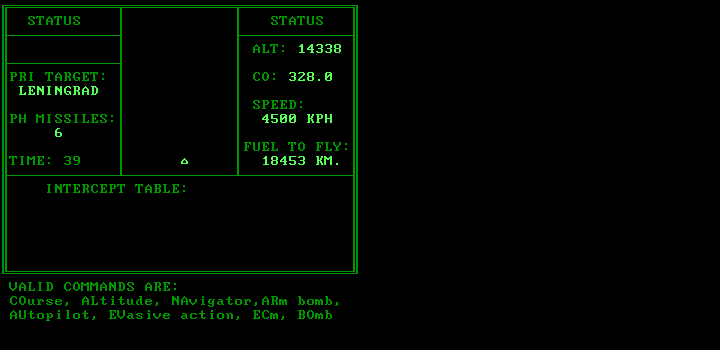 STATUS
PRI TARGET:
LENINGRAD
PH MISSILES:
6
TIME: 39
STATUS
ALT: 14338
CO: 328.0
SPEED:
4500 KPH
FUEL TO FLY:
18453 KM.
INTERCEPT TABLE:
VALID COMMANDS ARE:
COurse, ALtitude, NAvigator,ARm bomb,
AUtopilot, EVasive action, ECm, BOmb